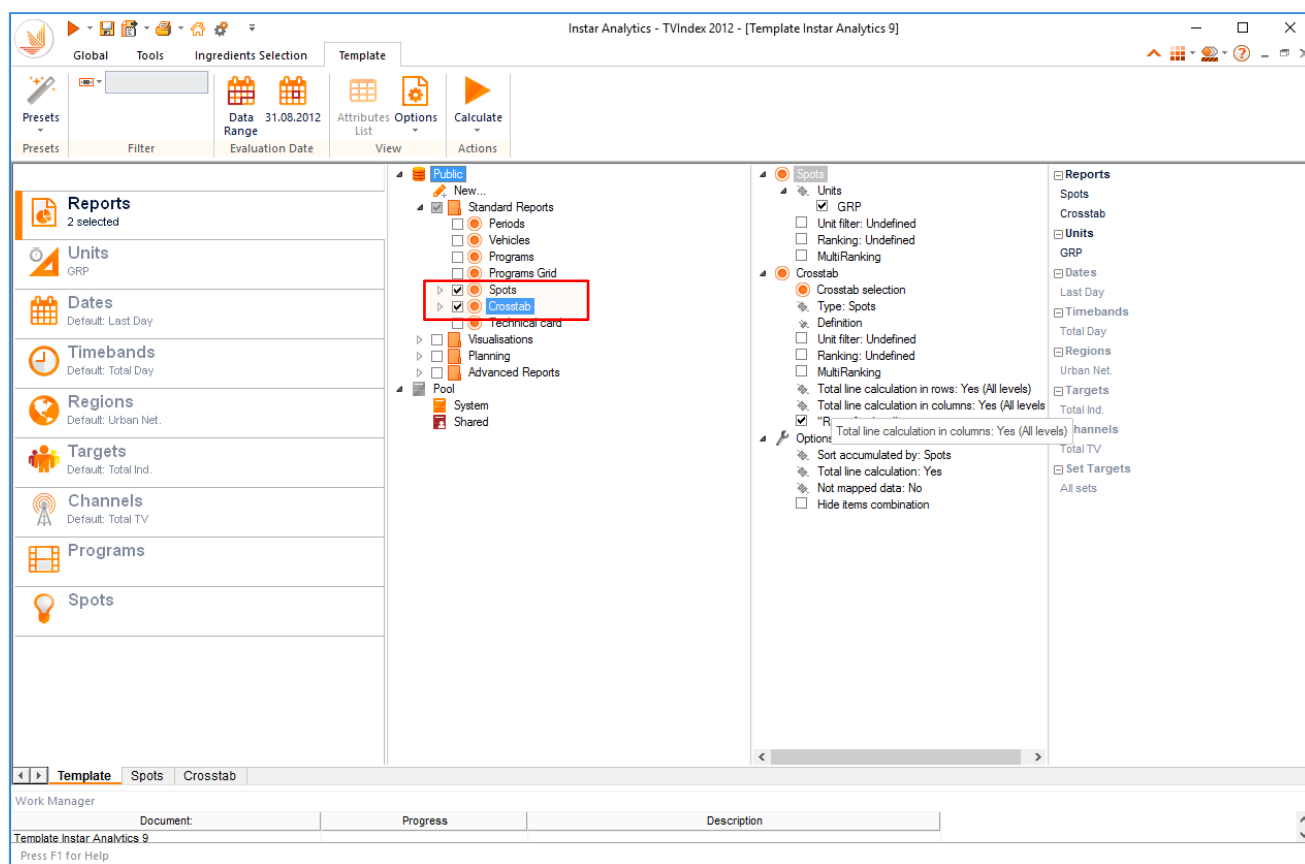 Instar Analytics - TVIndex 2012 - [Template Instar Analytics 9]
Global Tools Ingredients Selection Template
Presets
Data Range
31.08.2012
Attributes List
Options
Calculate
Presets Filter Evaluation Date View Actions
Reports
2 selected
Units
GRP
Dates
Default: Last Day
Timebands
Default: Total Day
Regions
Default: Urban Net.
Targets
Default: Total Ind.
Channels
Default: Total TV
Programs
Spots
Public
New...
Standard Reports
Periods
Vehicles
Programs
Programs Grid
Spots
Crosstab
Technical card
Visualisations
Planning
Advanced Reports
Pool
System
Shared
Spots
Units
GRP
Unit filter: Undefined
Ranking: Undefined
MultiRanking
Crosstab
Crosstab selection
Type: Spots
Definition
Unit filter: Undefined
Ranking: Undefined
MultiRanking
Total line calculation in rows: Yes (All levels)
Total line calculation in columns: Yes (All levels
Total line calculation in columns: Yes (All levels)
Options
Sort accumulated by: Spots
Total line calculation: Yes
Not mapped data: No
Hide items combination
Reports
Spots
Crosstab
Units
GRP
Dates
Last Day
Timebands
Total Day
Regions
Urban Net.
Targets
Total Ind.
hannels
Total TV
Set Targets
All sets
Template Spots Crosstab
Work Manager
Document: Progress Description
Template Instar Analytics 9
Press F1 for Help